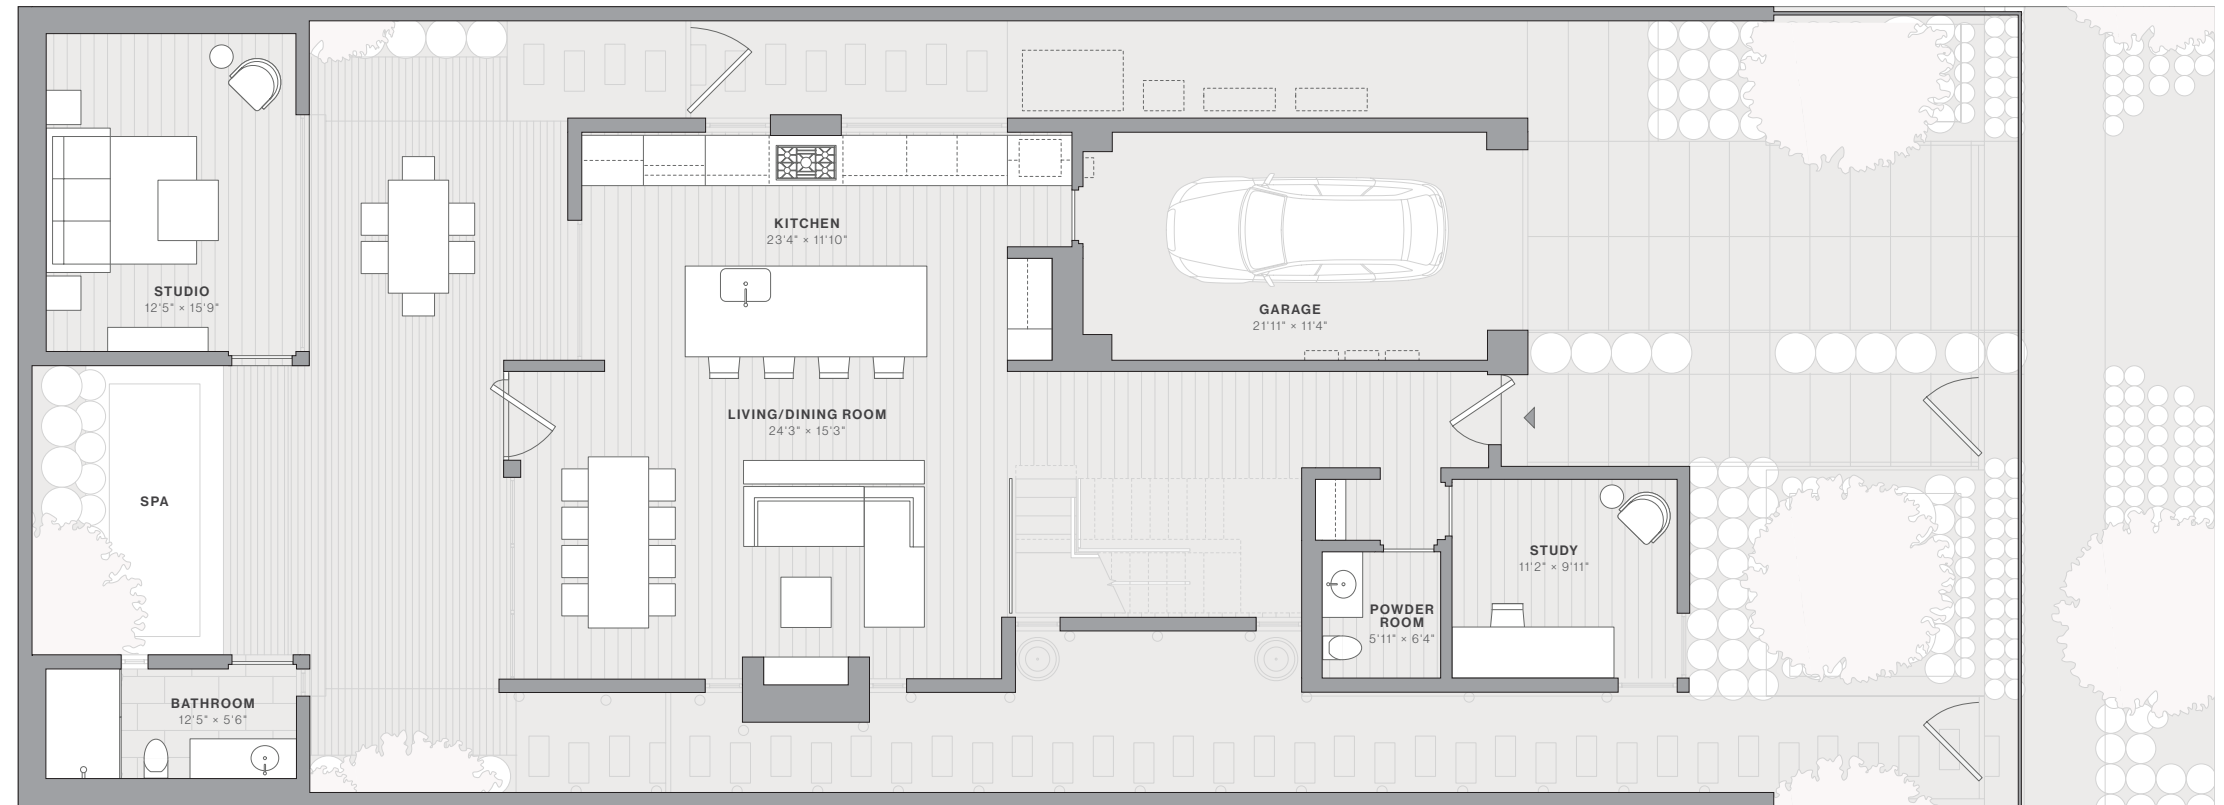 KITCHEN
23'4" × 11'10"
STUDIO
12'5" × 15'9"
GARAGE
21'11" × 11'4"
LIVING/DINING ROOM
24'3" × 15'3"
SPA
STUDY
11'2" × 9'11"
POWDER
ROOM
5'11" × 6'4"
BATHROOM
12'5" × 5'6"